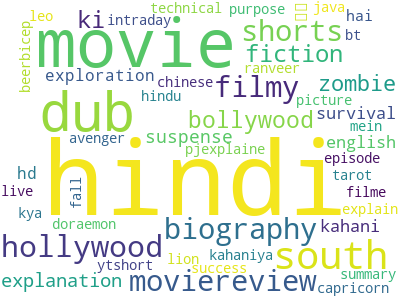 technical purpose java
leo intraday hai
ki shorts bt
movie
beerbicep fiction
exploration chinese ranveer
filmy zombie
dub hindu picture
bollywood survival
avenger suspense mein
pjexplaine english
hindi
hd episode
live fall tarot
kya biography filme
doraemon explain
kahani
hollywood kahaniya
south
ytshort lion summary
explanation moviereview success capricorn